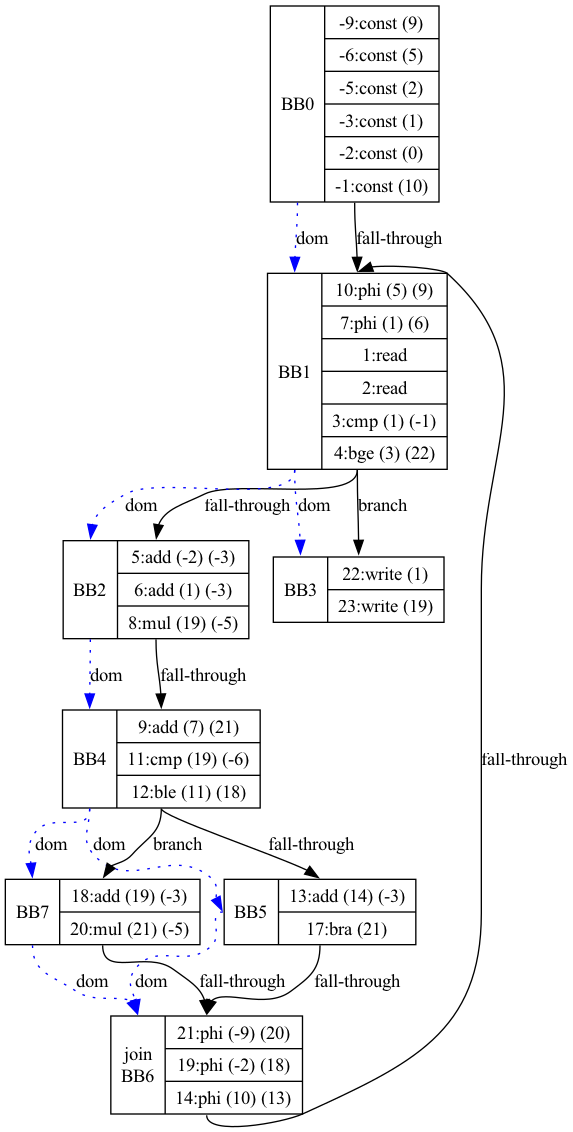 BB0
-9:const (9)
-6:const (5)
-5:const (2)
-3:const (1)
-2:const (0)
-1:const (10)
dom
fall-through
BB1
10:phi (5) (9)
7:phi (1) (6)
1:read
2:read
3:cmp (1) (-1)
4:bge (3) (22)
dom
fall-through
dom
branch
BB2
5:add (-2) (-3)
6:add (1) (-3)
8:mul (19) (-5)
BB3
22:write (1)
23:write (19)
dom
fall-through
BB4
9:add (7) (21)
11:cmp (19) (-6)
12:ble (11) (18)
fall-through
dom
dom
branch
fall-through
BB7
18:add (19) (-3)
20:mul (21) (-5)
BB5
13:add (14) (-3)
17:bra (21)
dom
dom
fall-through
fall-through
join
BB6
21:phi (-9) (20)
19:phi (-2) (18)
14:phi (10) (13)